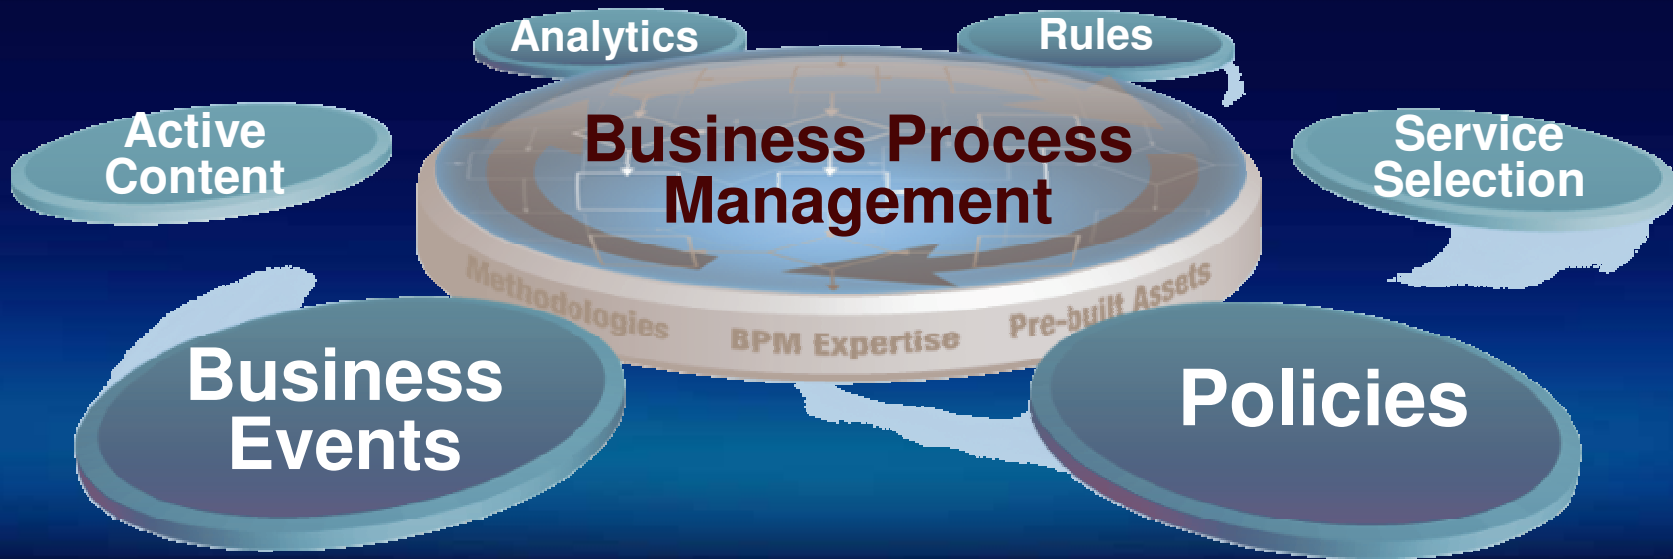 Analytics
Rules
Active
Content
Business Process
Management
Service
Selection
Methodologies
BPM Expertise
Pre-built Assets
Business
Events
Policies